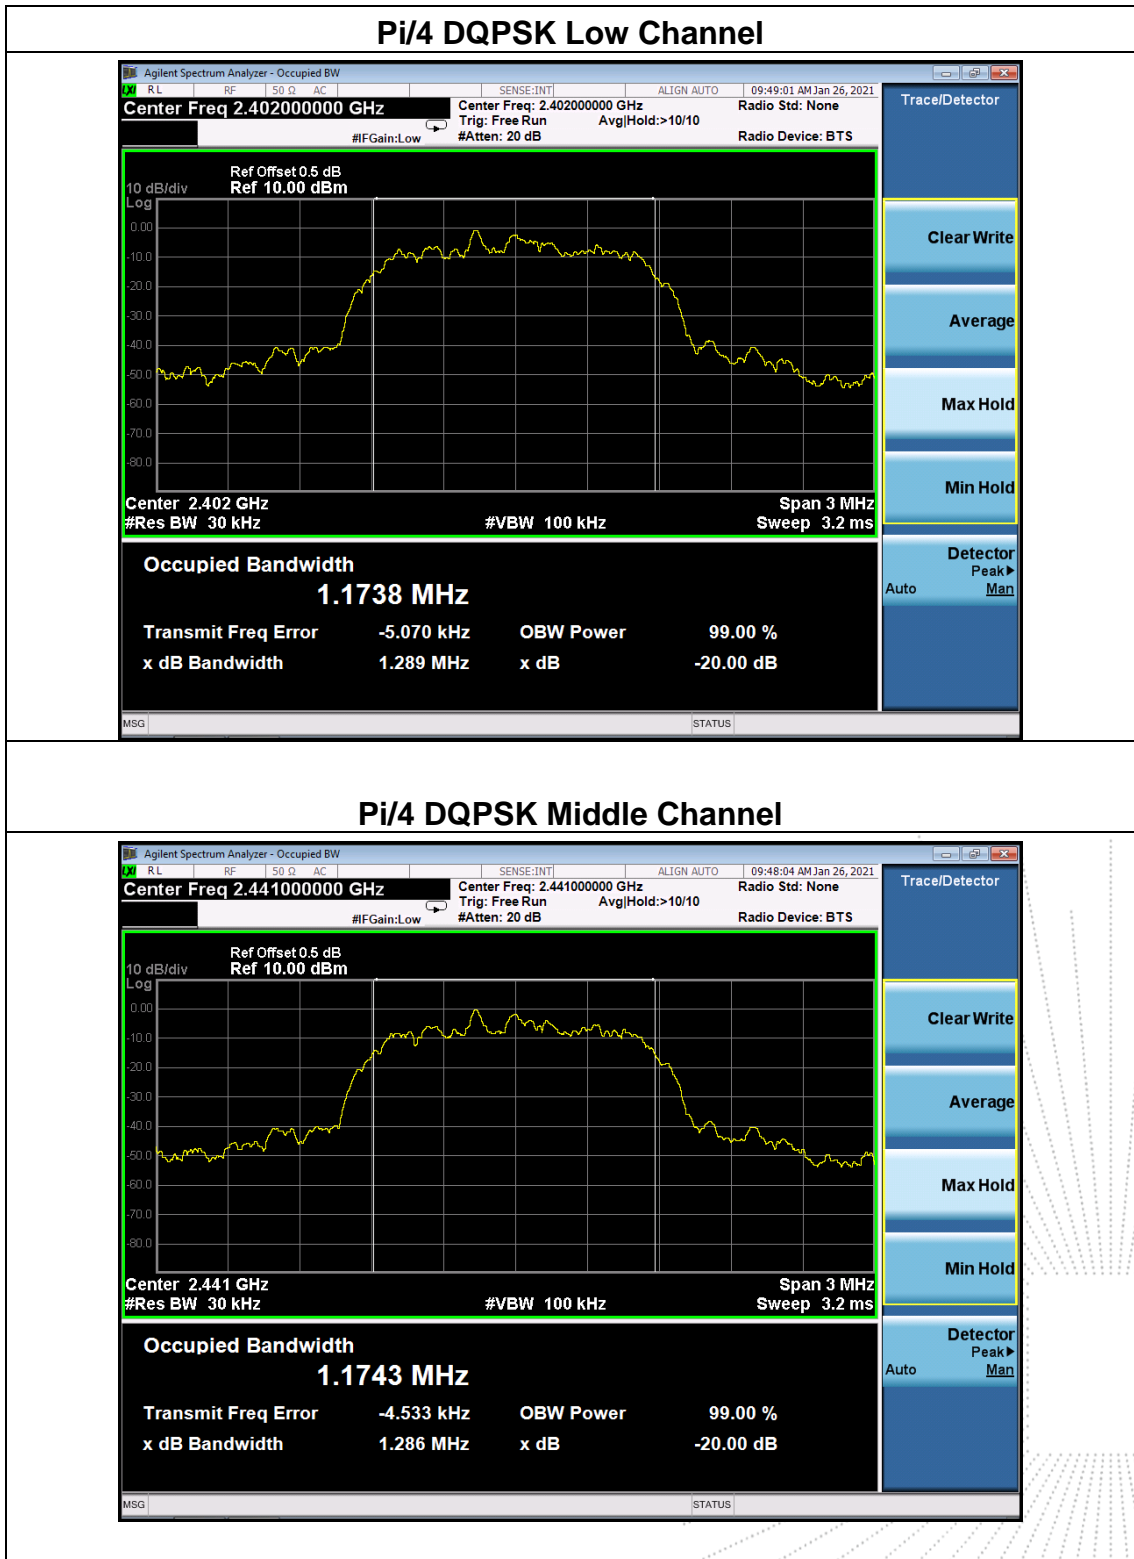 Pi/4 DQPSK Low Channel
Agilent Spectrum Analyzer - Occupied BW
LXI RL RF 50 Ω AC SENSE:INT ALIGN AUTO 09:49:01 AM Jan 26, 2021
Center Freq 2.402000000 GHz
Center Freq: 2.402000000 GHz Radio Std: None
Trig: Free Run Avg|Hold:>10/10
#IFGain:Low #Atten: 20 dB Radio Device: BTS
Trace/Detector
Ref Offset 0.5 dB
10 dB/div Ref 10.00 dBm
Log
0.00
-10.0
-20.0
-30.0
-40.0
-50.0
-60.0
-70.0
-80.0
Center 2.402 GHz Span 3 MHz
#Res BW 30 kHz #VBW 100 kHz Sweep 3.2 ms
Clear Write
Average
Max Hold
Min Hold
Detector
Peak▶
Auto Man
Occupied Bandwidth
1.1738 MHz
Transmit Freq Error -5.070 kHz OBW Power 99.00 %
x dB Bandwidth 1.289 MHz x dB -20.00 dB
MSG STATUS
Pi/4 DQPSK Middle Channel
Agilent Spectrum Analyzer - Occupied BW
LXI RL RF 50 Ω AC SENSE:INT ALIGN AUTO 09:48:04 AM Jan 26, 2021
Center Freq 2.441000000 GHz
Center Freq: 2.441000000 GHz Radio Std: None
Trig: Free Run Avg|Hold:>10/10
#IFGain:Low #Atten: 20 dB Radio Device: BTS
Trace/Detector
Ref Offset 0.5 dB
10 dB/div Ref 10.00 dBm
Log
0.00
-10.0
-20.0
-30.0
-40.0
-50.0
-60.0
-70.0
-80.0
Center 2.441 GHz Span 3 MHz
#Res BW 30 kHz #VBW 100 kHz Sweep 3.2 ms
Clear Write
Average
Max Hold
Min Hold
Detector
Peak▶
Auto Man
Occupied Bandwidth
1.1743 MHz
Transmit Freq Error -4.533 kHz OBW Power 99.00 %
x dB Bandwidth 1.286 MHz x dB -20.00 dB
MSG STATUS